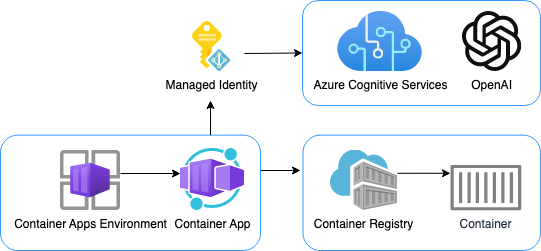 Managed Identity
Azure Cognitive Services
OpenAI
Container Apps Environment
Container App
Container Registry
Container